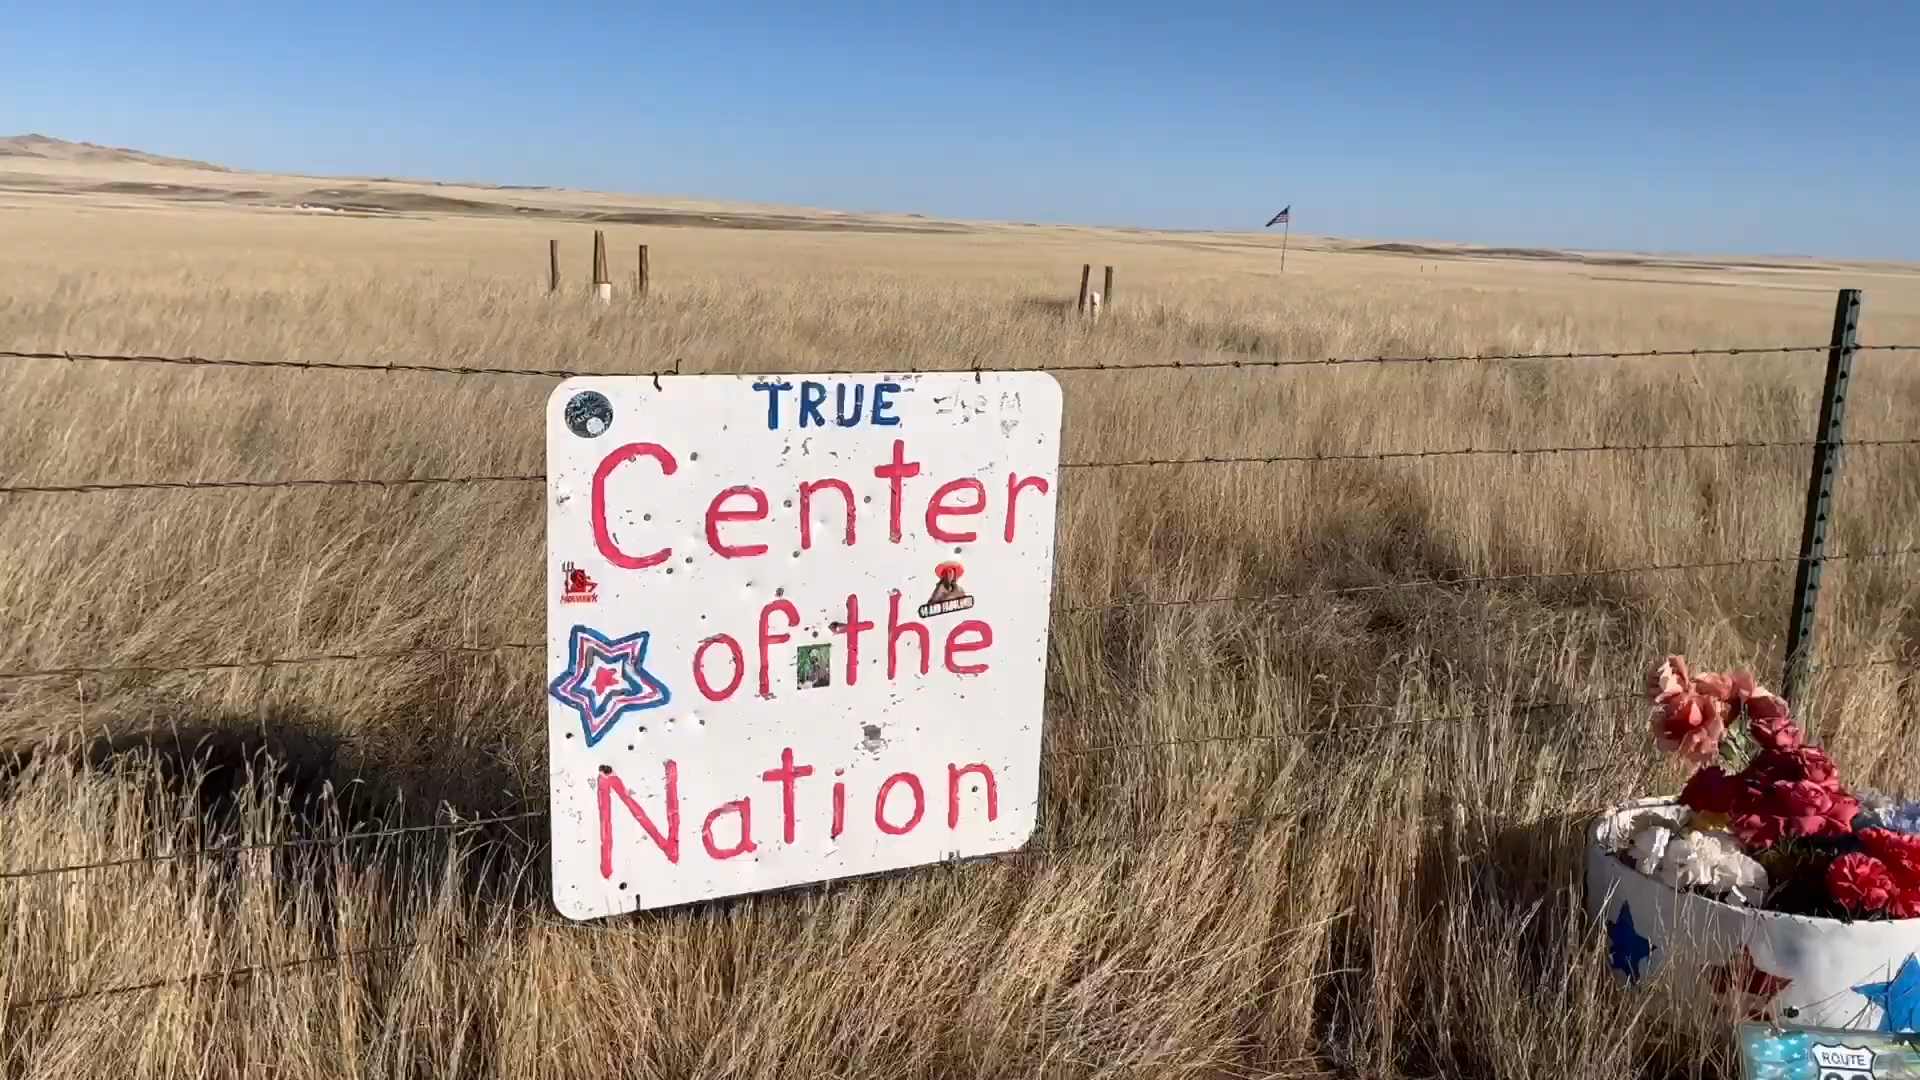 TRUE
Center
of the
Nation
ROUTE